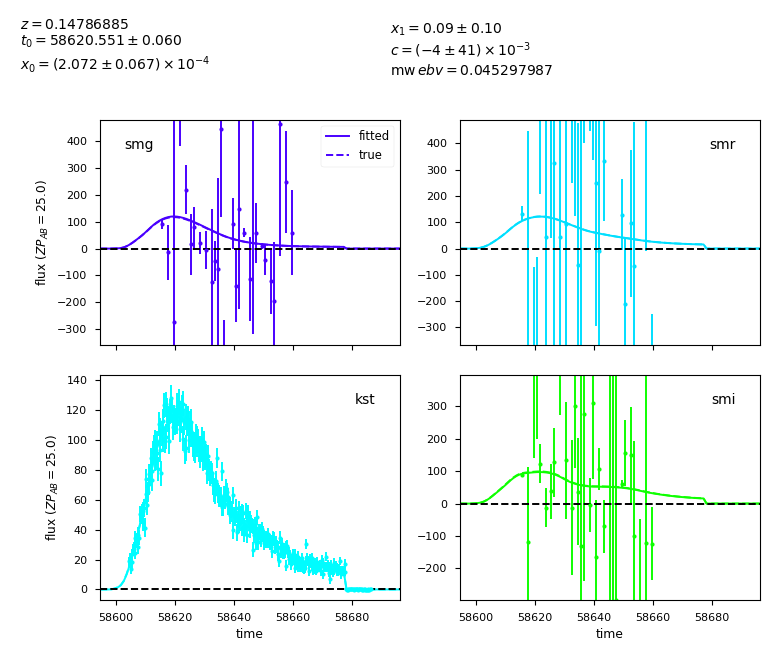 z = 0.14786885
t₀ = 58620.551 ± 0.060
x₀ = (2.072 ± 0.067) × 10⁻⁴
x₁ = 0.09 ± 0.10
c = (−4 ± 41) × 10⁻³
mw ebv = 0.045297987
smg
fitted
true
400
300
200
100
0
−100
−200
−300
flux (ZP_AB = 25.0)
smr
400
300
200
100
0
−100
−200
−300
kst
140
120
100
80
60
40
20
0
flux (ZP_AB = 25.0)
58600 58620 58640 58660 58680
time
smi
300
200
100
0
−100
−200
58600 58620 58640 58660 58680
time